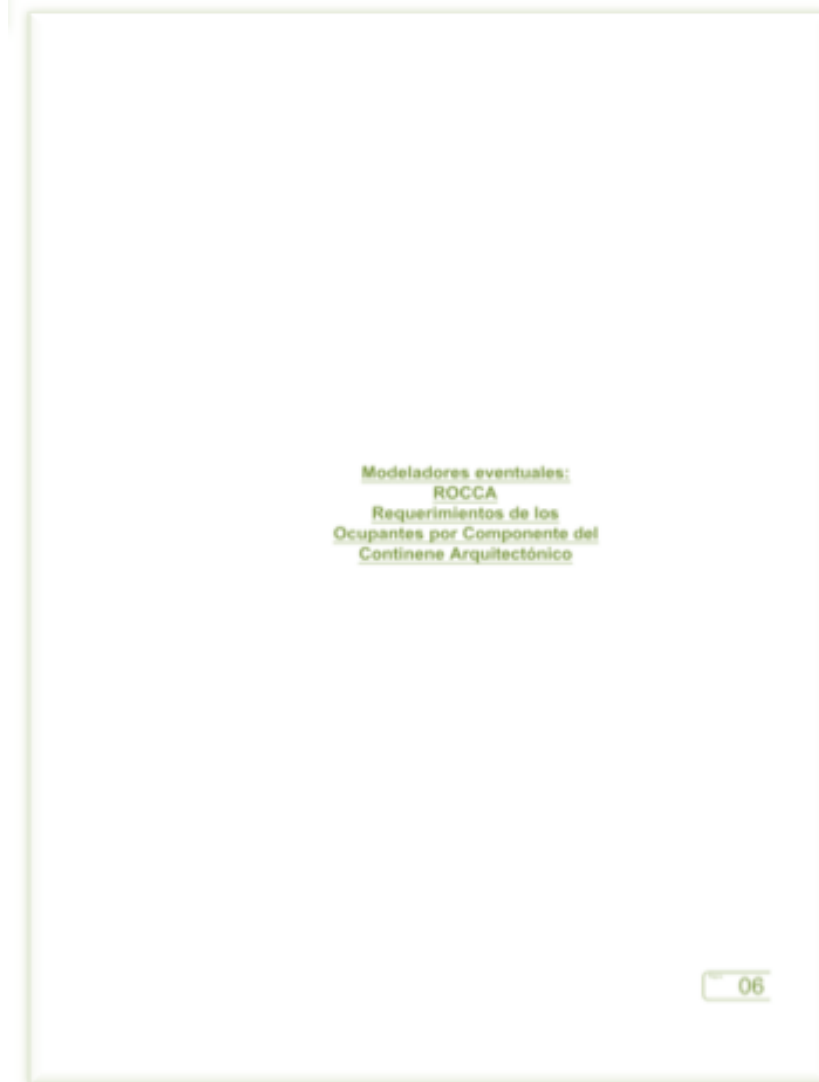 Modeladores eventuales:
ROCCA
Requerimientos de los
Ocupantes por Componente del
Continene Arquitectónico
06